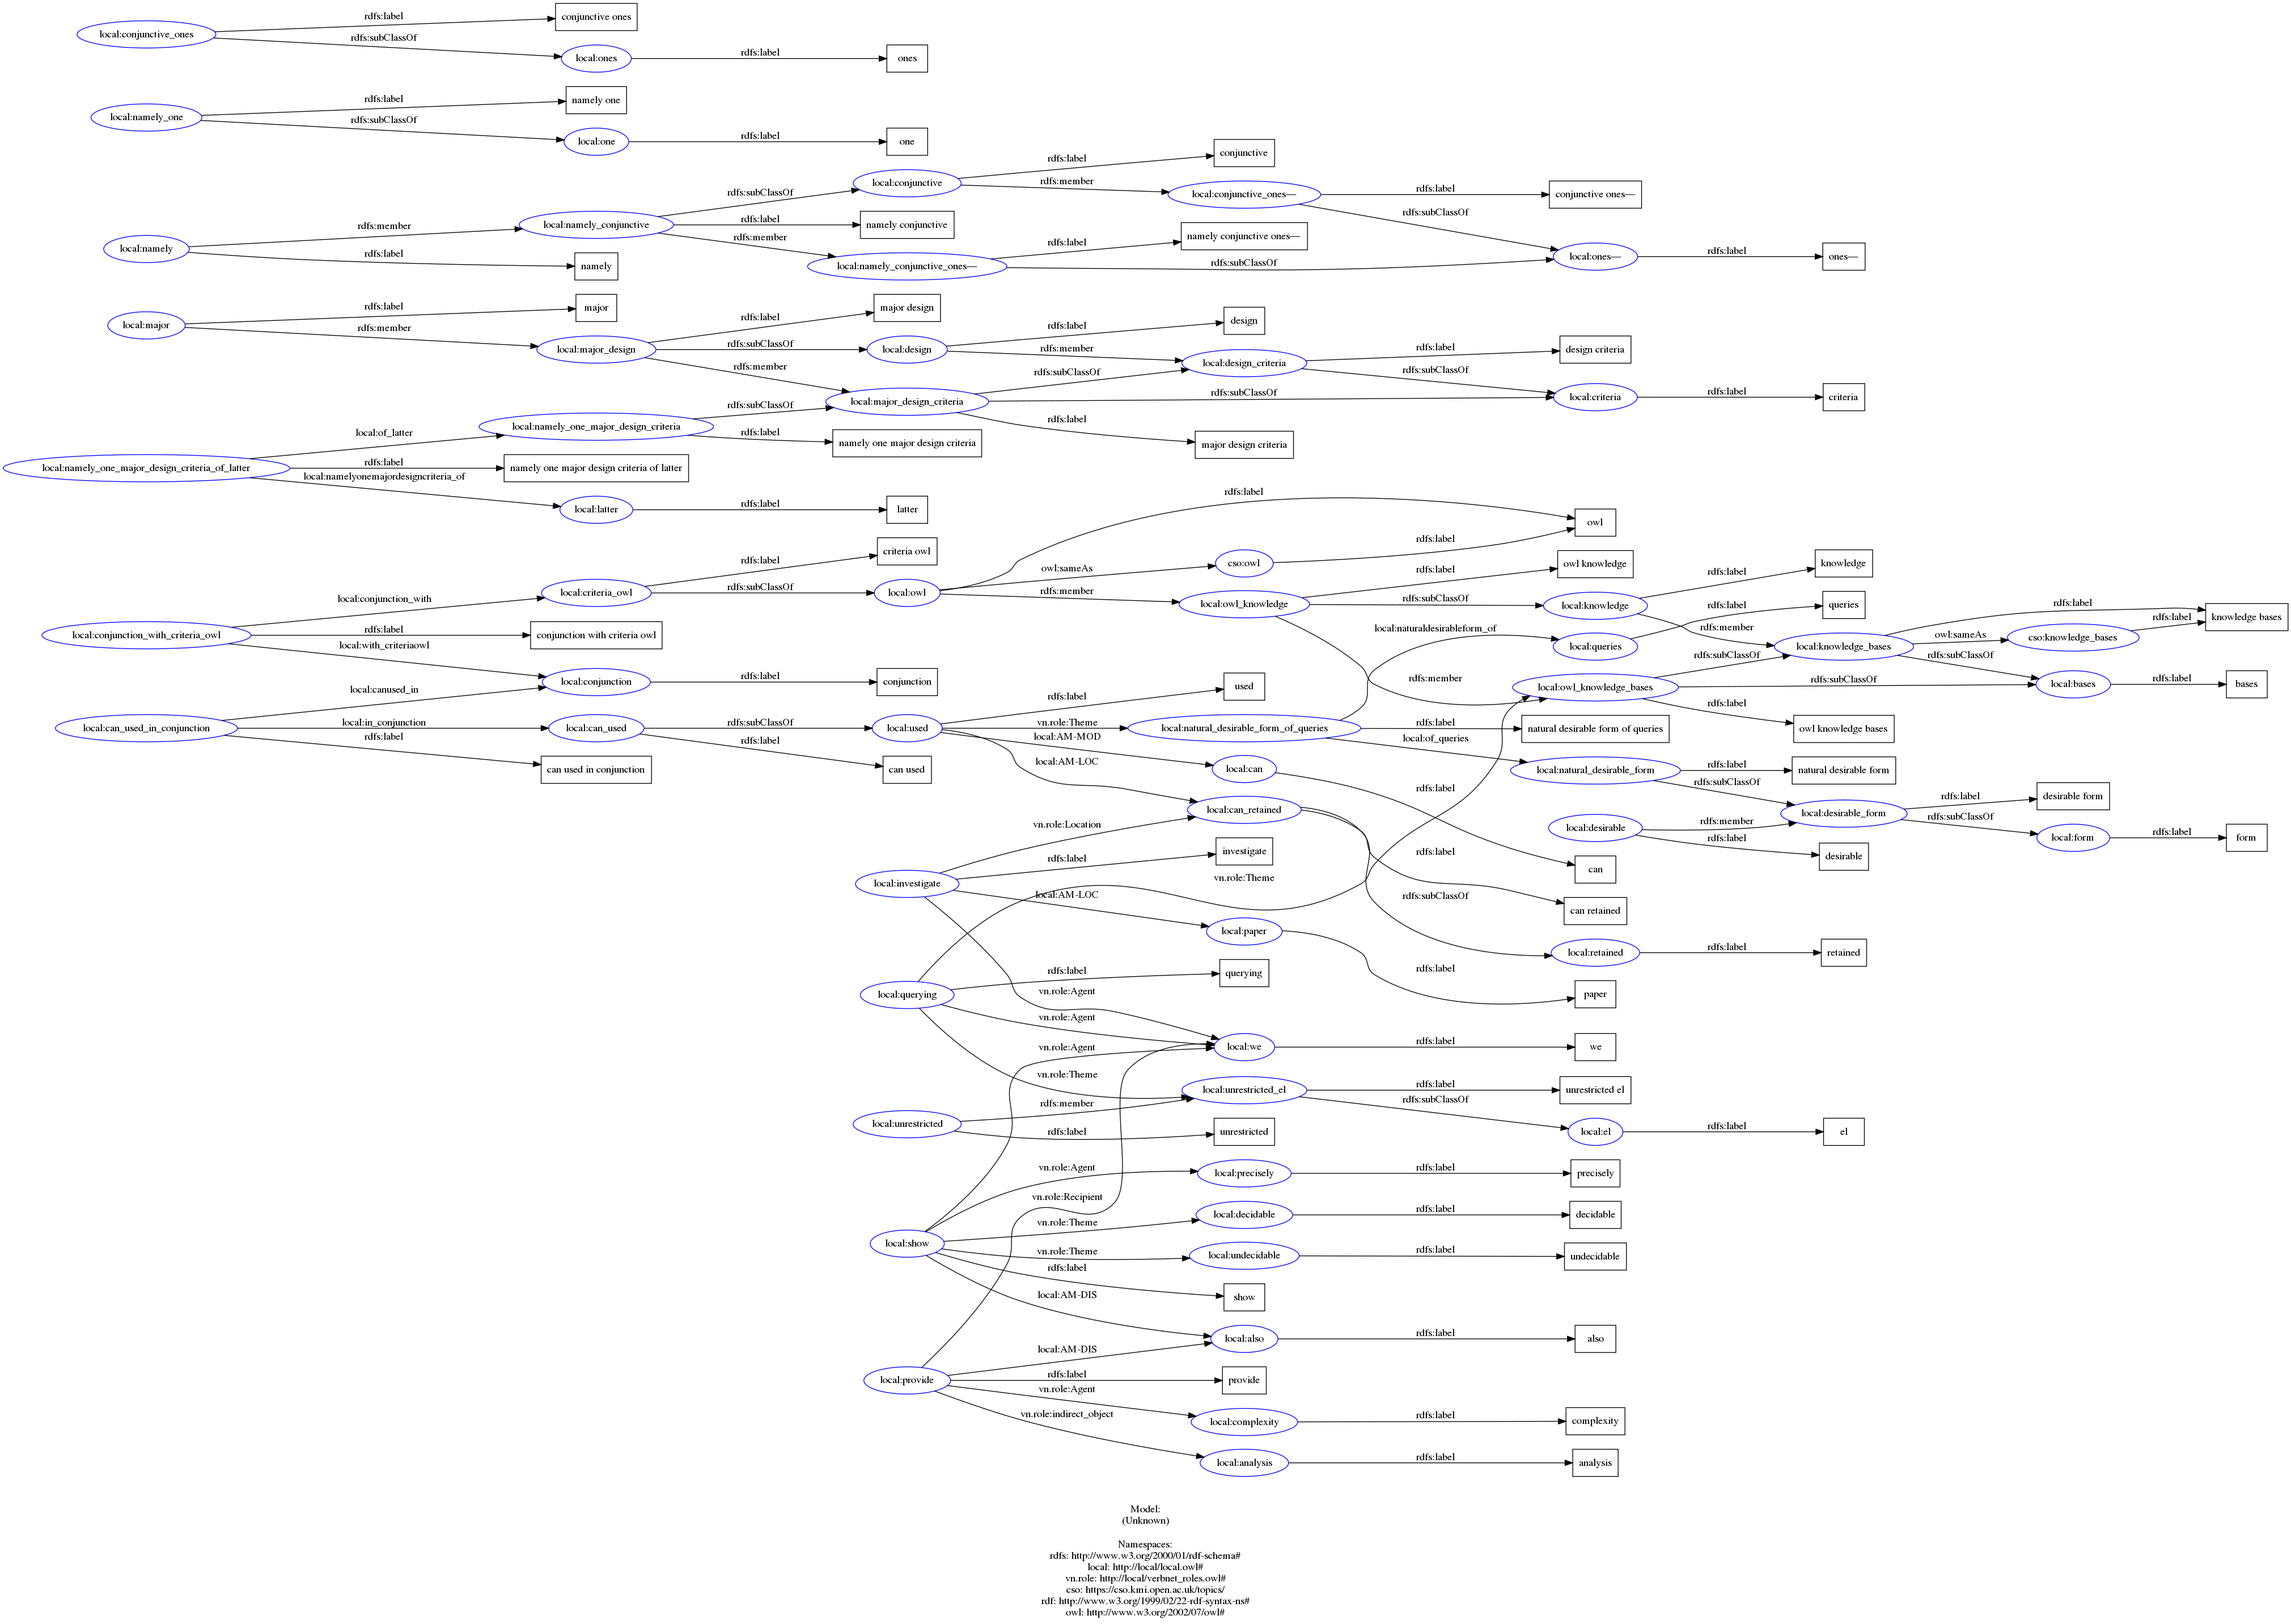 rdfs:label
conjunctive ones
local:conjunctive_ones
rdfs:subClassOf
local:ones
rdfs:label
ones
rdfs:label
namely one
local:namely_one
rdfs:subClassOf
local:one
rdfs:label
one
rdfs:label
conjunctive
rdfs:subClassOf
local:conjunctive
rdfs:member
local:conjunctive_ones—
rdfs:label
conjunctive ones—
rdfs:subClassOf
local:namely
rdfs:member
local:namely_conjunctive
rdfs:label
namely conjunctive
rdfs:label
namely
rdfs:member
local:namely_conjunctive_ones—
rdfs:label
namely conjunctive ones—
rdfs:subClassOf
local:ones—
rdfs:label
ones—
rdfs:label
major
local:major
rdfs:member
local:major_design
rdfs:label
major design
rdfs:subClassOf
local:design
rdfs:label
design
rdfs:member
local:design_criteria
rdfs:label
design criteria
rdfs:subClassOf
rdfs:member
local:major_design_criteria
rdfs:subClassOf
rdfs:subClassOf
local:criteria
rdfs:label
criteria
rdfs:label
major design criteria
local:of_latter
local:namely_one_major_design_criteria
rdfs:subClassOf
rdfs:label
namely one major design criteria
local:namely_one_major_design_criteria_of_latter
rdfs:label
namely one major design criteria of latter
local:namelyonemajordesigncriteria_of
local:latter
rdfs:label
latter
rdfs:label
owl
rdfs:label
criteria owl
local:conjunction_with
local:criteria_owl
rdfs:subClassOf
local:owl
owl:sameAs
cso:owl
rdfs:label
rdfs:member
local:owl_knowledge
rdfs:label
owl knowledge
rdfs:subClassOf
local:knowledge
rdfs:label
knowledge
local:conjunction_with_criteria_owl
rdfs:label
conjunction with criteria owl
local:with_criteriaowl
local:conjunction
rdfs:label
conjunction
local:naturaldesirableform_of
local:queries
rdfs:label
queries
rdfs:member
local:knowledge_bases
rdfs:label
knowledge bases
owl:sameAs
cso:knowledge_bases
rdfs:label
rdfs:subClassOf
rdfs:member
local:owl_knowledge_bases
rdfs:subClassOf
rdfs:subClassOf
local:bases
rdfs:label
bases
rdfs:label
owl knowledge bases
local:canused_in
local:can_used_in_conjunction
local:in_conjunction
local:can_used
rdfs:subClassOf
local:used
rdfs:label
used
rdfs:label
can used in conjunction
rdfs:label
can used
vn.role:Theme
local:natural_desirable_form_of_queries
rdfs:label
natural desirable form of queries
local:of_queries
local:natural_desirable_form
rdfs:label
natural desirable form
rdfs:subClassOf
local:AM-MOD
local:can
rdfs:label
can
local:AM-LOC
local:can_retained
rdfs:label
can retained
rdfs:subClassOf
local:retained
rdfs:label
retained
local:desirable
rdfs:member
local:desirable_form
rdfs:label
desirable form
rdfs:subClassOf
local:form
rdfs:label
form
rdfs:label
desirable
vn.role:Location
local:investigate
rdfs:label
investigate
local:AM-LOC
local:paper
rdfs:label
paper
vn.role:Agent
vn.role:Theme
local:querying
rdfs:label
querying
vn.role:Agent
vn.role:Theme
local:we
rdfs:label
we
vn.role:Agent
local:unrestricted
rdfs:member
local:unrestricted_el
rdfs:label
unrestricted el
rdfs:subClassOf
local:el
rdfs:label
el
rdfs:label
unrestricted
vn.role:Agent
local:precisely
rdfs:label
precisely
vn.role:Recipient
local:show
vn.role:Theme
local:decidable
rdfs:label
decidable
vn.role:Theme
local:undecidable
rdfs:label
undecidable
rdfs:label
show
local:AM-DIS
local:also
rdfs:label
also
local:provide
local:AM-DIS
rdfs:label
provide
vn.role:Agent
local:complexity
rdfs:label
complexity
vn.role:indirect_object
local:analysis
rdfs:label
analysis
Model:
(Unknown)
Namespaces:
rdfs: http://www.w3.org/2000/01/rdf-schema#
local: http://local/local.owl#
vn.role: http://local/verbnet_roles.owl#
cso: https://cso.kmi.open.ac.uk/topics/
rdf: http://www.w3.org/1999/02/22-rdf-syntax-ns#
owl: http://www.w3.org/2002/07/owl#